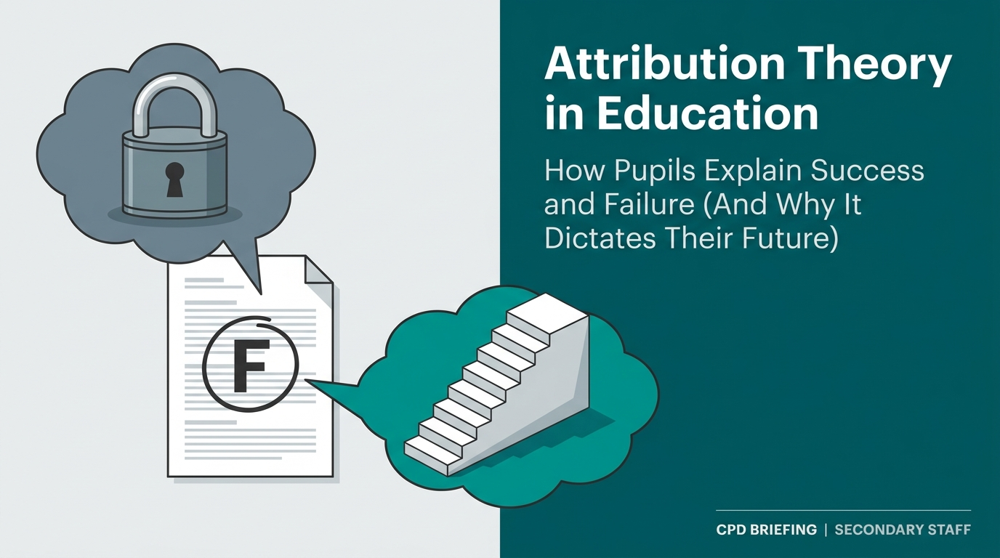 Attribution Theory
in Education
How Pupils Explain Success
and Failure (And Why It
Dictates Their Future)
F
CPD BRIEFING | SECONDARY STAFF